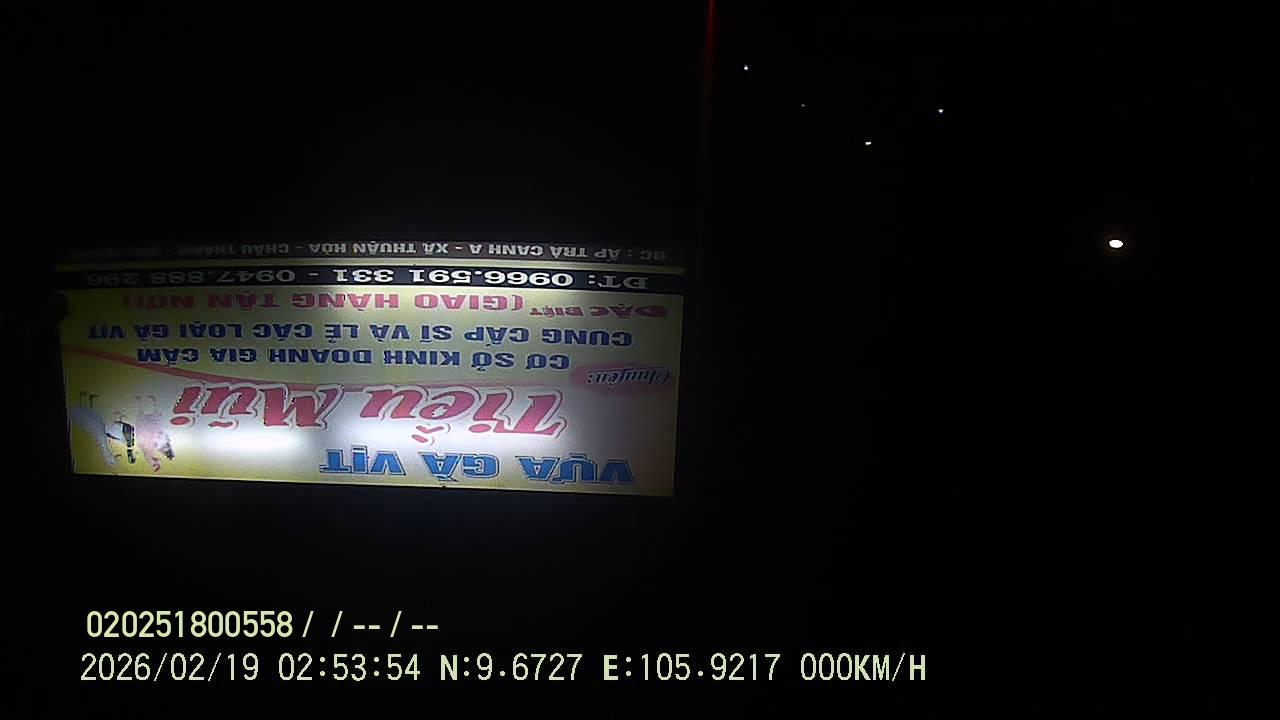 VỰA GÀ VỊT
Tiểu Mũi
Chuyên:
CƠ SỞ KINH DOANH GIA CẦM
CUNG CẤP SĨ VÀ LẺ CÁC LOẠI GÀ VỊT
ĐẶC BIỆT (GIAO HÀNG TẬN NƠI)
ĐT: 0966.591 331 - 0947.888 296
ĐC : ẤP TRÀ CANH A - XÃ THUẬN HÒA - CHÂU THÀNH -
020251800558 / / -- / --
2026/02/19 02:53:54 N:9.6727 E:105.9217 000KM/H